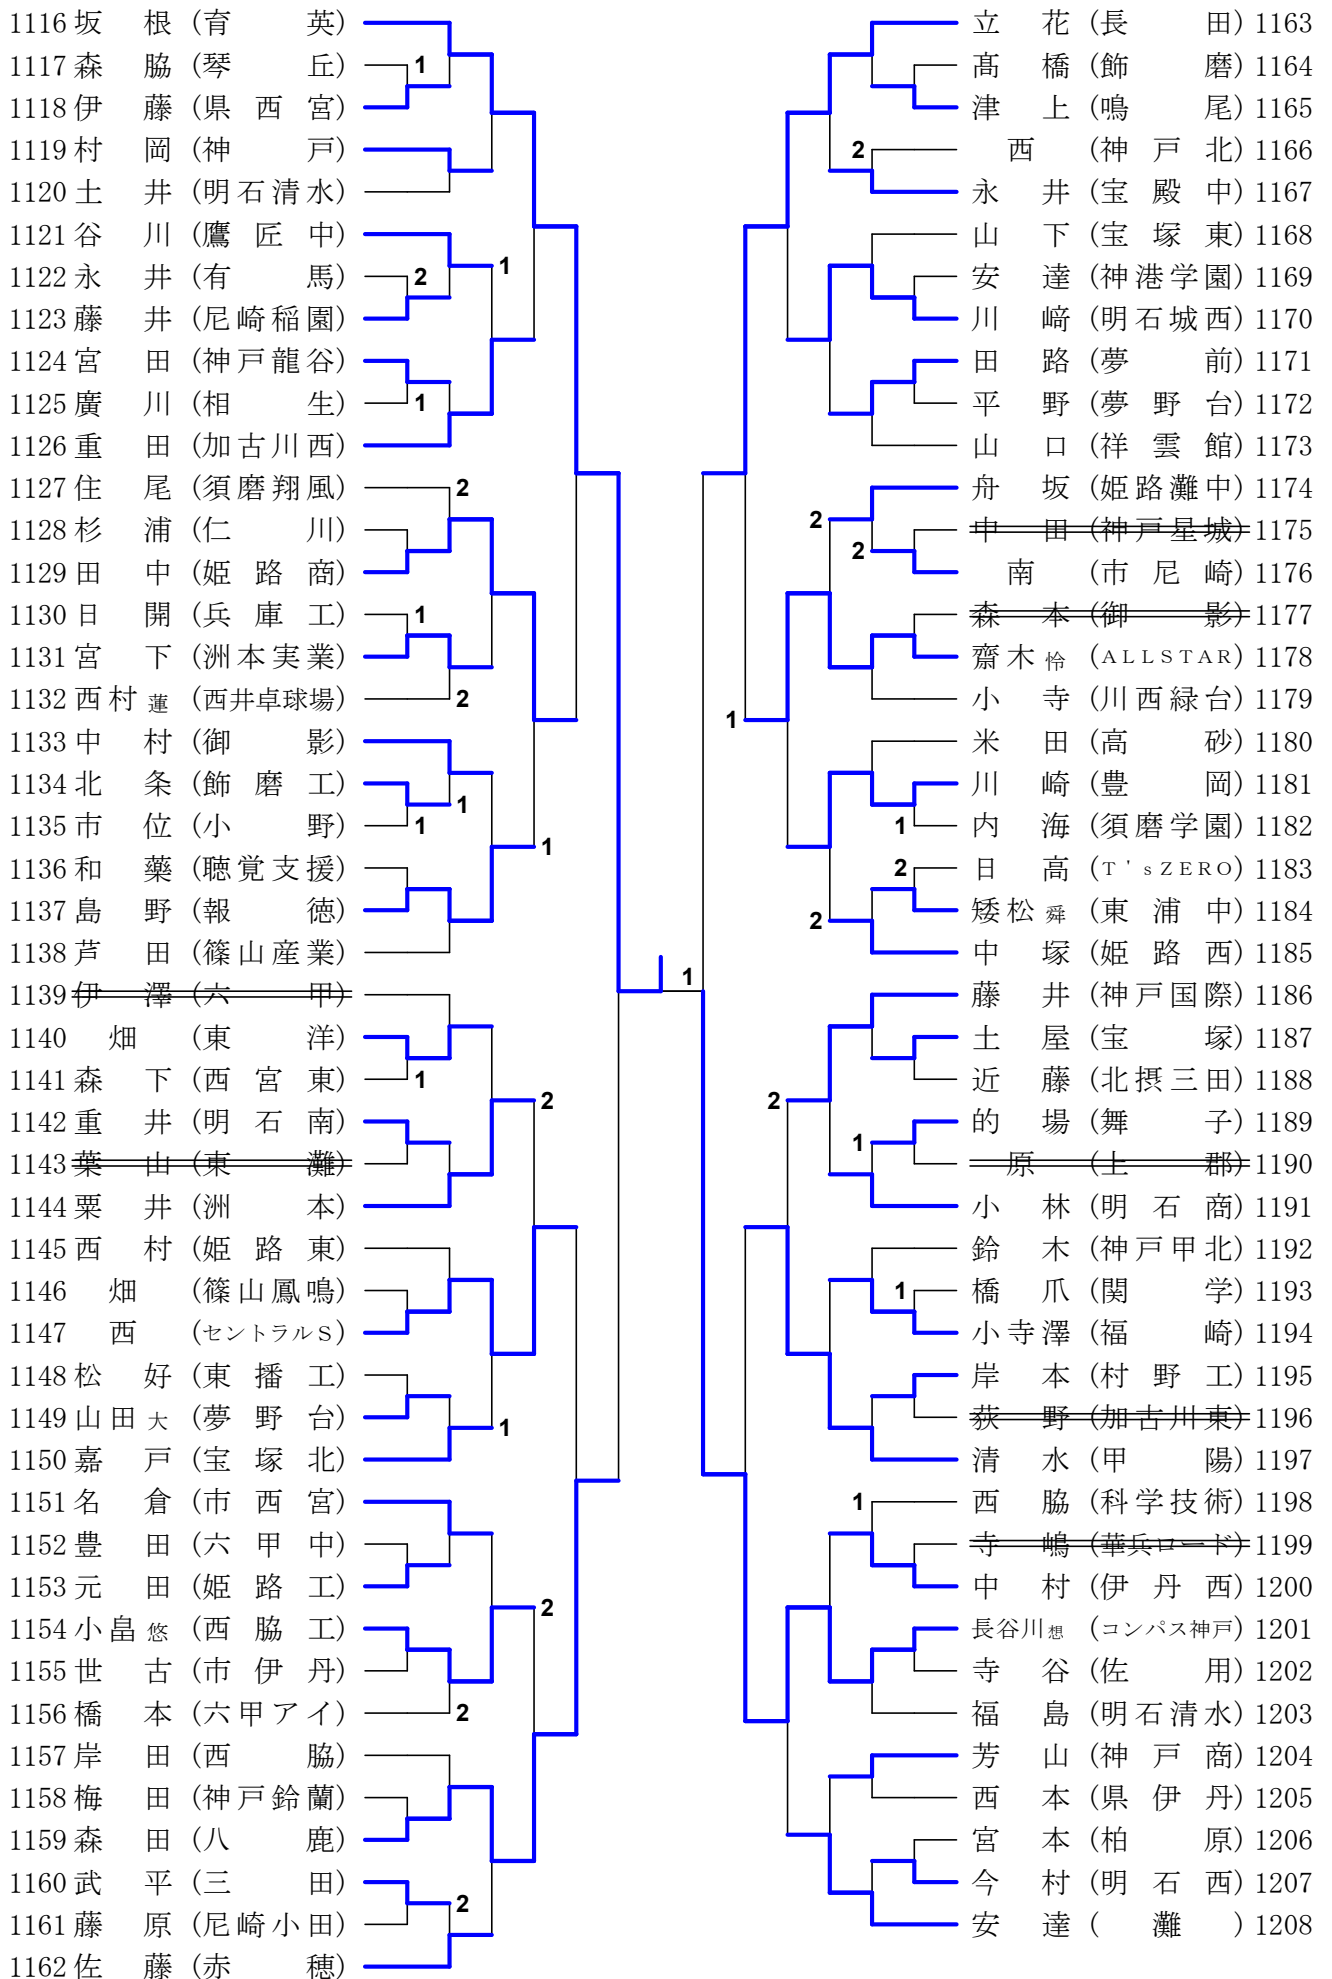 1116 坂根 (育英)
1117 森脇 (琴丘) 1
1118 伊藤 (県西宮)
1119 村岡 (神戸)
1120 土井 (明石清水)
1121 谷川 (鷹匠中) 1
1122 永井 (有馬) 2
1123 藤井 (尼崎稲園)
1124 宮田 (神戸龍谷)
1125 廣川 (相生) 1
1126 重田 (加古川西)
1127 住尾 (須磨翔風) 2
1128 杉浦 (仁川)
1129 田中 (姫路商)
1130 日開 (兵庫工) 1
1131 宮下 (洲本実業)
1132 西村蓮 (西井卓球場) 2
1133 中村 (御影)
1134 北条 (飾磨工) 1
1135 市位 (小野) 1
1136 和藥 (聴覚支援) 1
1137 島野 (報徳)
1138 芦田 (篠山産業)
1139 伊澤 (六甲)
1140 畑 (東洋)
1141 森下 (西宮東) 1
1142 重井 (明石南) 2
1143 葉山 (東灘)
1144 粟井 (洲本)
1145 西村 (姫路東)
1146 畑 (篠山鳳鳴)
1147 西 (セントラルS)
1148 松好 (東播工)
1149 山田大 (夢野台) 1
1150 嘉戸 (宝塚北)
1151 名倉 (市西宮)
1152 豊田 (六甲中)
1153 元田 (姫路工)
1154 小畠悠 (西脇工) 2
1155 世古 (市伊丹)
1156 橋本 (六甲アイ) 2
1157 岸田 (西脇)
1158 梅田 (神戸鈴蘭)
1159 森田 (八鹿)
1160 武平 (三田) 2
1161 藤原 (尼崎小田)
1162 佐藤 (赤穂)
1
立花 (長田) 1163
髙橋 (飾磨) 1164
津上 (鳴尾) 1165
2 西 (神戸北) 1166
永井 (宝殿中) 1167
山下 (宝塚東) 1168
安達 (神港学園) 1169
川﨑 (明石城西) 1170
田路 (夢前) 1171
平野 (夢野台) 1172
山口 (祥雲館) 1173
舟坂 (姫路灘中) 1174
2 2 中田 (神戸星城) 1175
南 (市尼崎) 1176
森本 (御影) 1177
齋木怜 (ALLSTAR) 1178
小寺 (川西緑台) 1179
1 米田 (高砂) 1180
川崎 (豊岡) 1181
1 内海 (須磨学園) 1182
2 日高 (T'sZERO) 1183
2 矮松舜 (東浦中) 1184
中塚 (姫路西) 1185
藤井 (神戸国際) 1186
土屋 (宝塚) 1187
近藤 (北摂三田) 1188
2 1 的場 (舞子) 1189
原 (上郡) 1190
小林 (明石商) 1191
鈴木 (神戸甲北) 1192
1 橋爪 (関学) 1193
小寺澤 (福崎) 1194
岸本 (村野工) 1195
荻野 (加古川東) 1196
清水 (甲陽) 1197
1 西脇 (科学技術) 1198
寺嶋 (華兵ロード) 1199
中村 (伊丹西) 1200
長谷川想 (コンパス神戸) 1201
寺谷 (佐用) 1202
福島 (明石清水) 1203
芳山 (神戸商) 1204
西本 (県伊丹) 1205
宮本 (柏原) 1206
今村 (明石西) 1207
安達 (灘) 1208